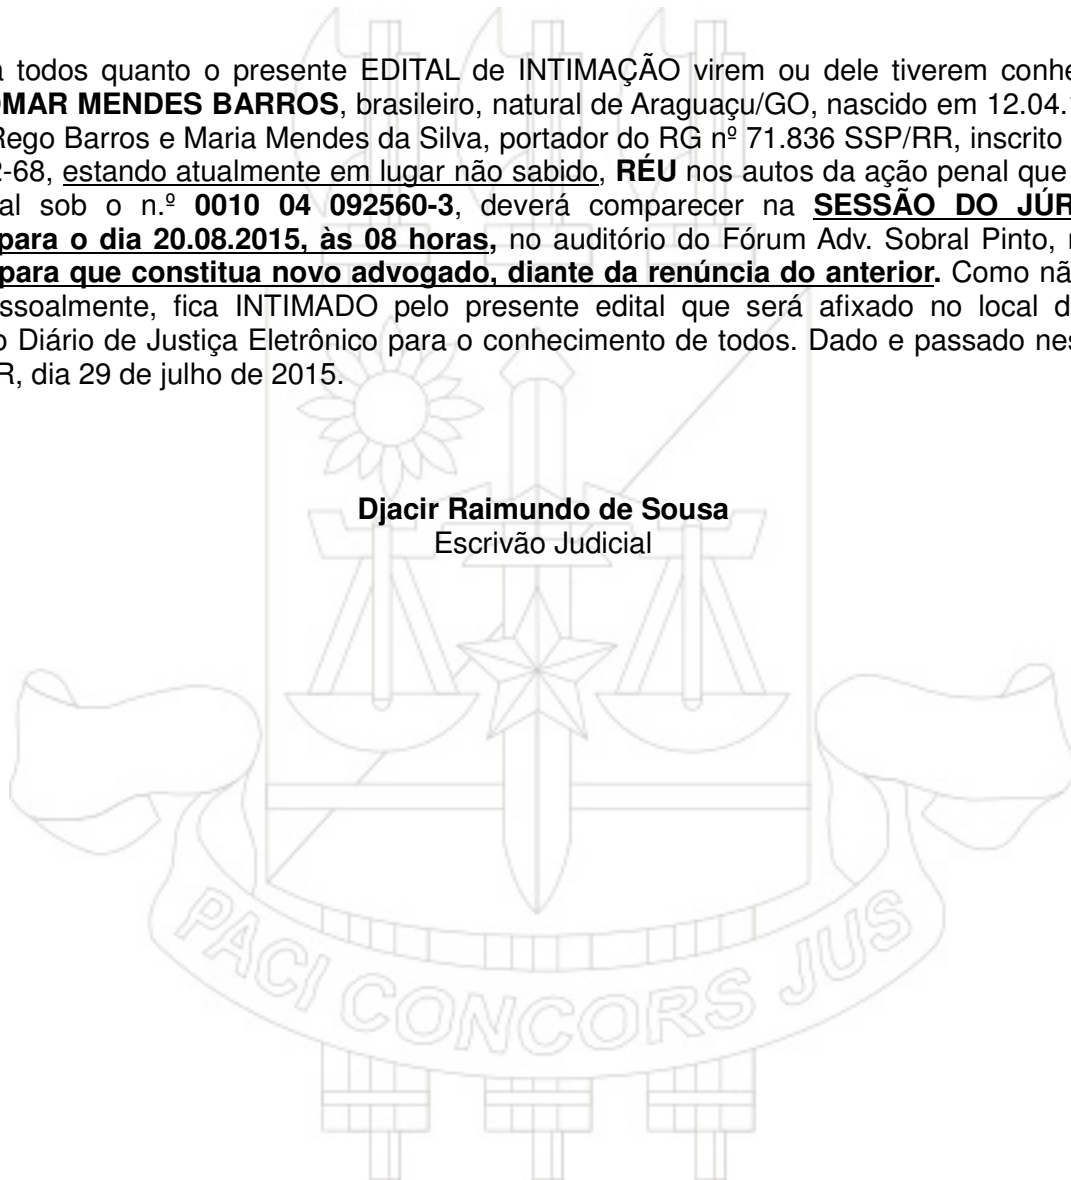 a todos quanto o presente EDITAL de INTIMAÇÃO virem ou dele tiverem conhe
OMAR MENDES BARROS, brasileiro, natural de Araguaçu/GO, nascido em 12.04.1
Rego Barros e Maria Mendes da Silva, portador do RG nº 71.836 SSP/RR, inscrito
2-68, estando atualmente em lugar não sabido, RÉU nos autos da ação penal que
al sob o n.º 0010 04 092560-3, deverá comparecer na SESSÃO DO JÚR
para o dia 20.08.2015, às 08 horas, no auditório do Fórum Adv. Sobral Pinto,
para que constitua novo advogado, diante da renúncia do anterior. Como nã
ssoalmente, fica INTIMADO pelo presente edital que será afixado no local d
o Diário de Justiça Eletrônico para o conhecimento de todos. Dado e passado nes
R, dia 29 de julho de 2015.
Djacir Raimundo de Sousa
Escrivão Judicial
PACI CONCORS JUS